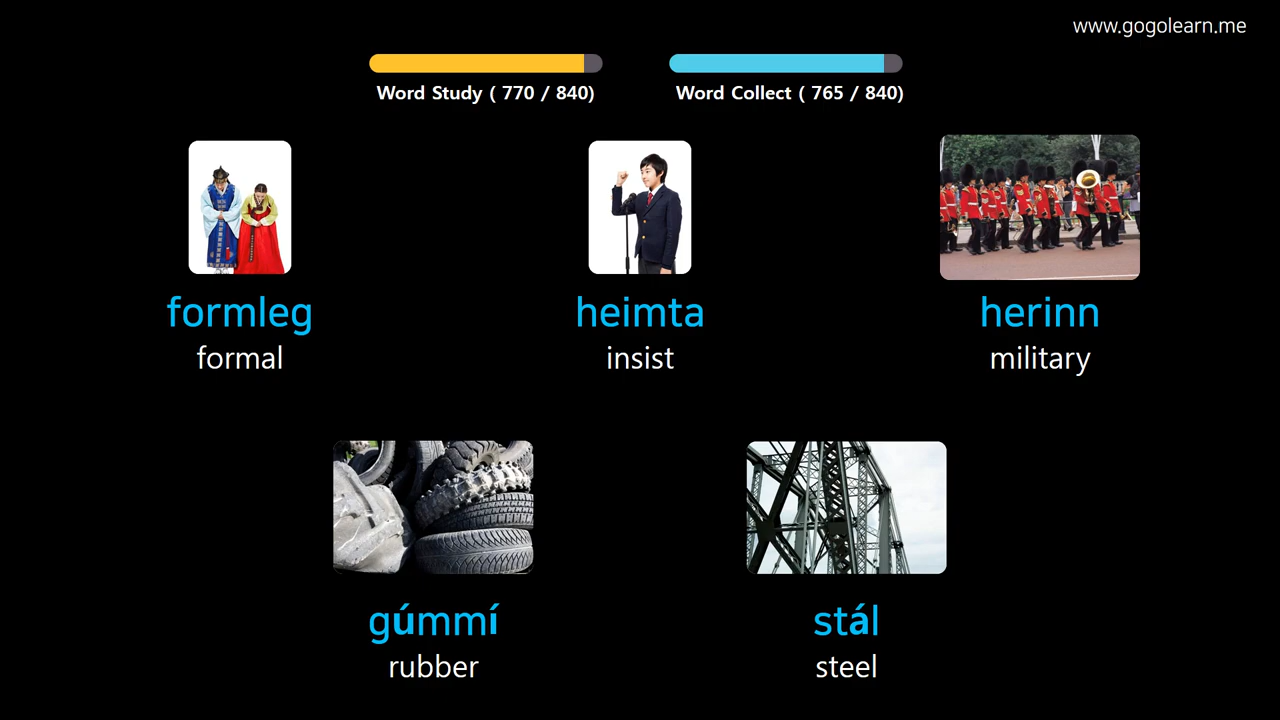 www.gogolearn.me
Word Study ( 770 / 840)
Word Collect ( 765 / 840)
formleg
formal
heimta
insist
herinn
military
gúmmí
rubber
stál
steel